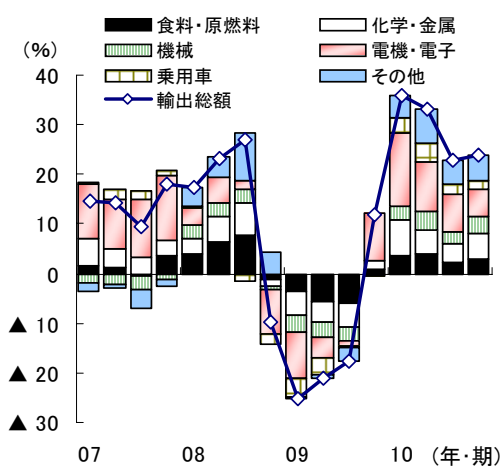 食料・原燃料
化学・金属
機械
電機・電子
乗用車
その他
輸出総額
(%)
40
30
20
10
0
▲ 10
▲ 20
▲ 30
07
08
09
10
(年・期)